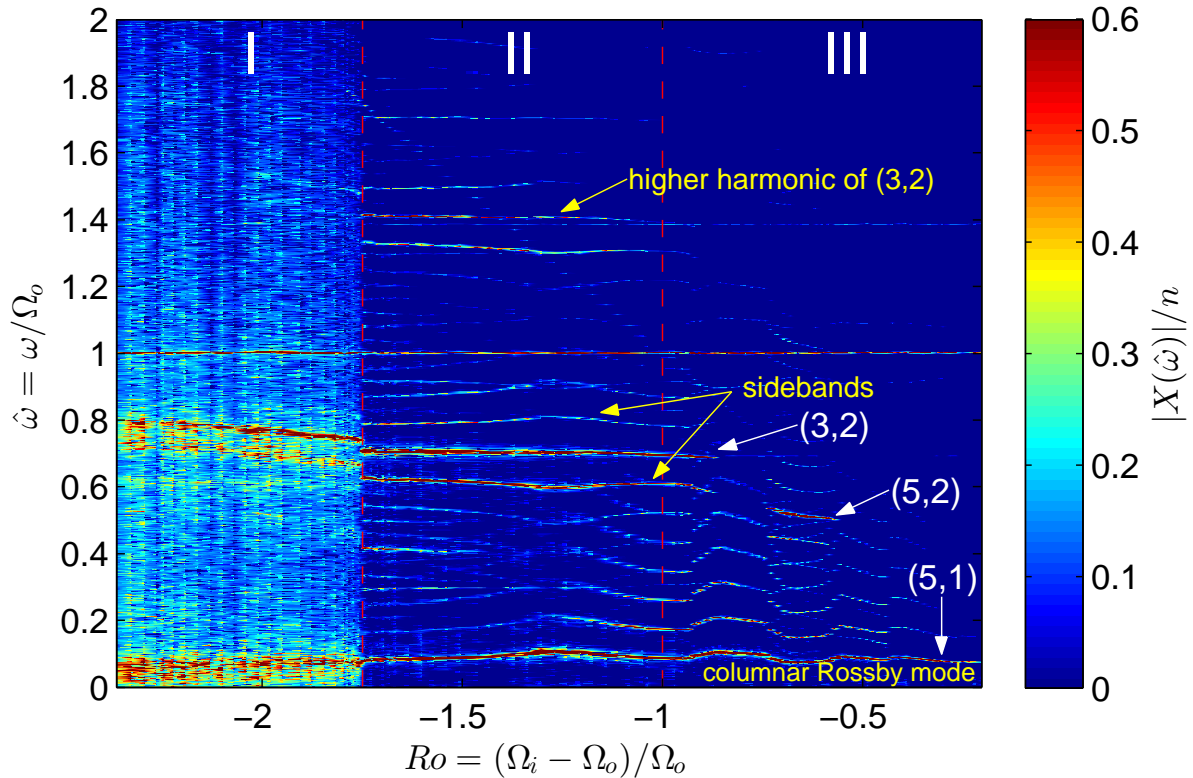 I
II
III
2
1.8
1.6
1.4
1.2
1
0.8
0.6
0.4
0.2
0
ω̂ = ω/Ω_o
higher harmonic of (3,2)
sidebands
(3,2)
(5,2)
(5,1)
columnar Rossby mode
−2
−1.5
−1
−0.5
Ro = (Ω_i − Ω_o)/Ω_o
0.6
0.5
0.4
0.3
0.2
0.1
0
|X(ω̂)|/n